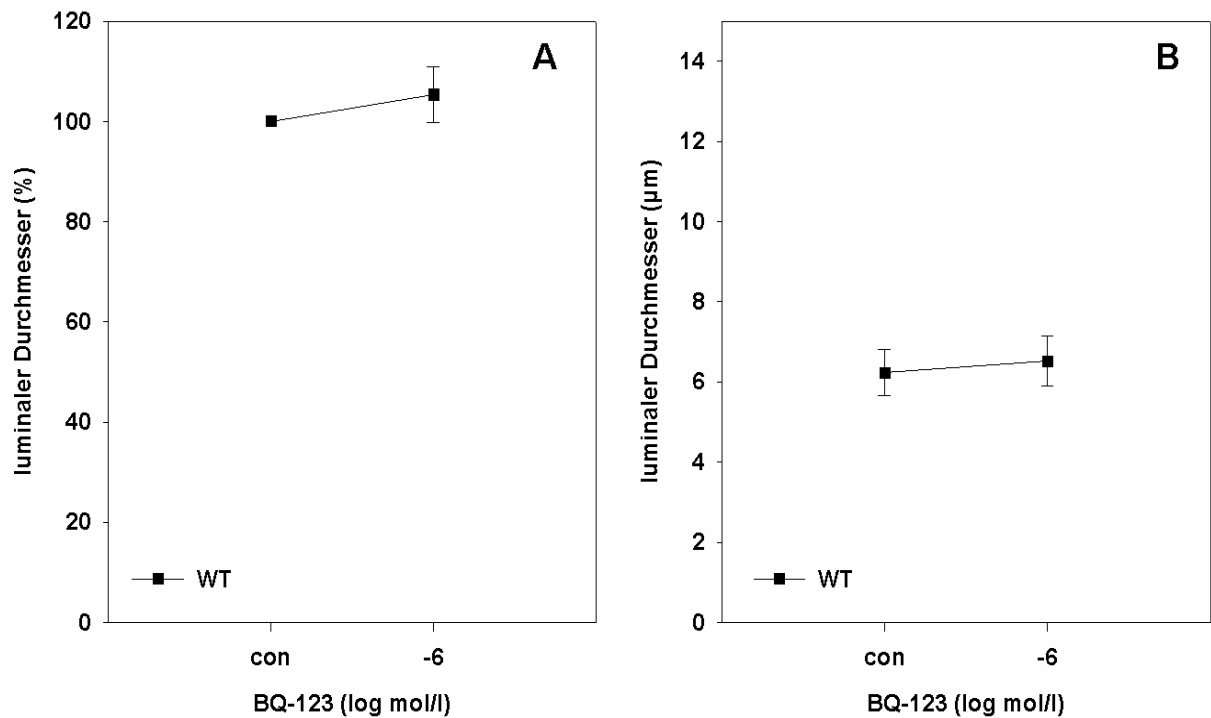 A
luminaler Durchmesser (%)
120
100
80
60
40
20
0
WT
con
-6
BQ-123 (log mol/l)
B
luminaler Durchmesser (µm)
14
12
10
8
6
4
2
0
WT
con
-6
BQ-123 (log mol/l)